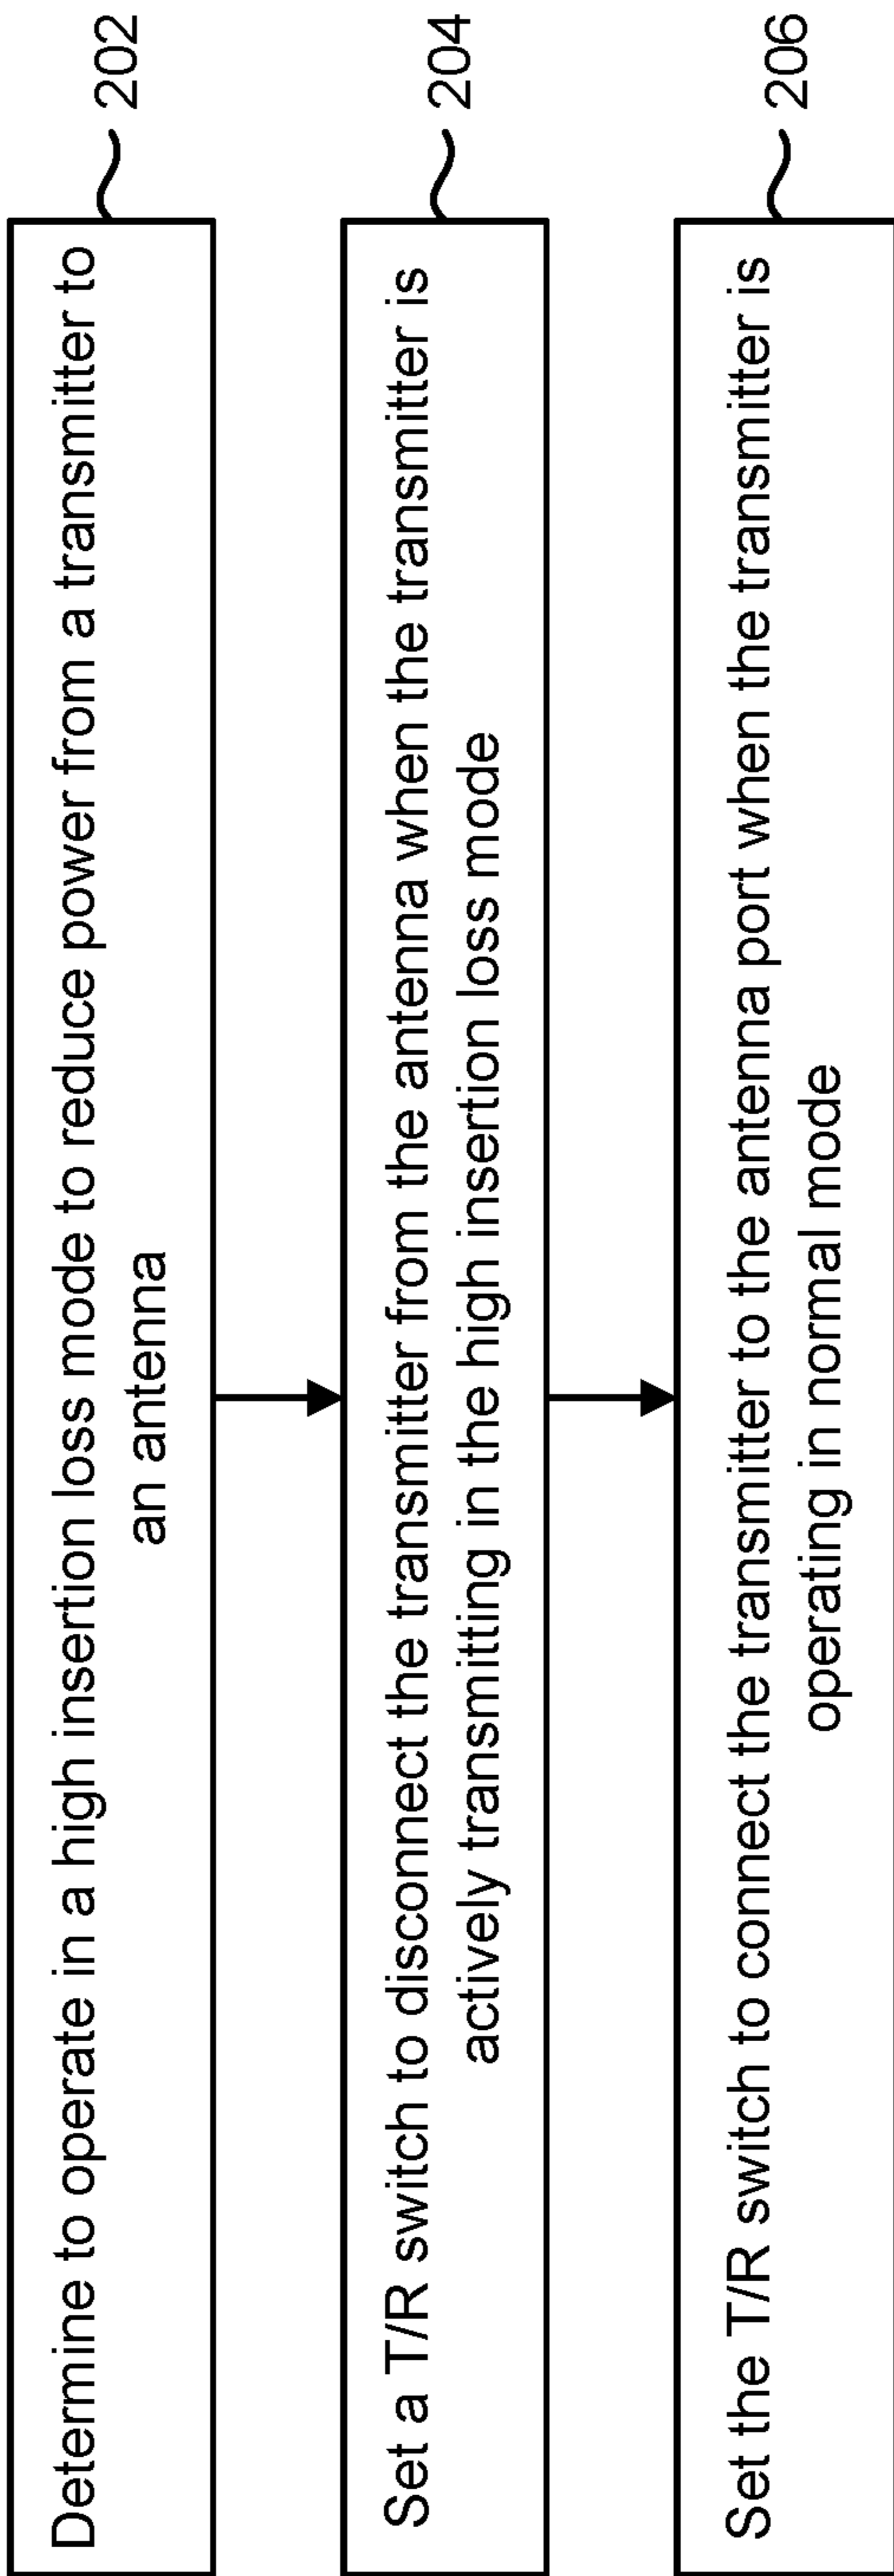 Determine to operate in a high insertion loss mode to reduce power from a transmitter to
an antenna
202
Set a T/R switch to disconnect the transmitter from the antenna when the transmitter is
actively transmitting in the high insertion loss mode
204
Set the T/R switch to connect the transmitter to the antenna port when the transmitter is
operating in normal mode
206